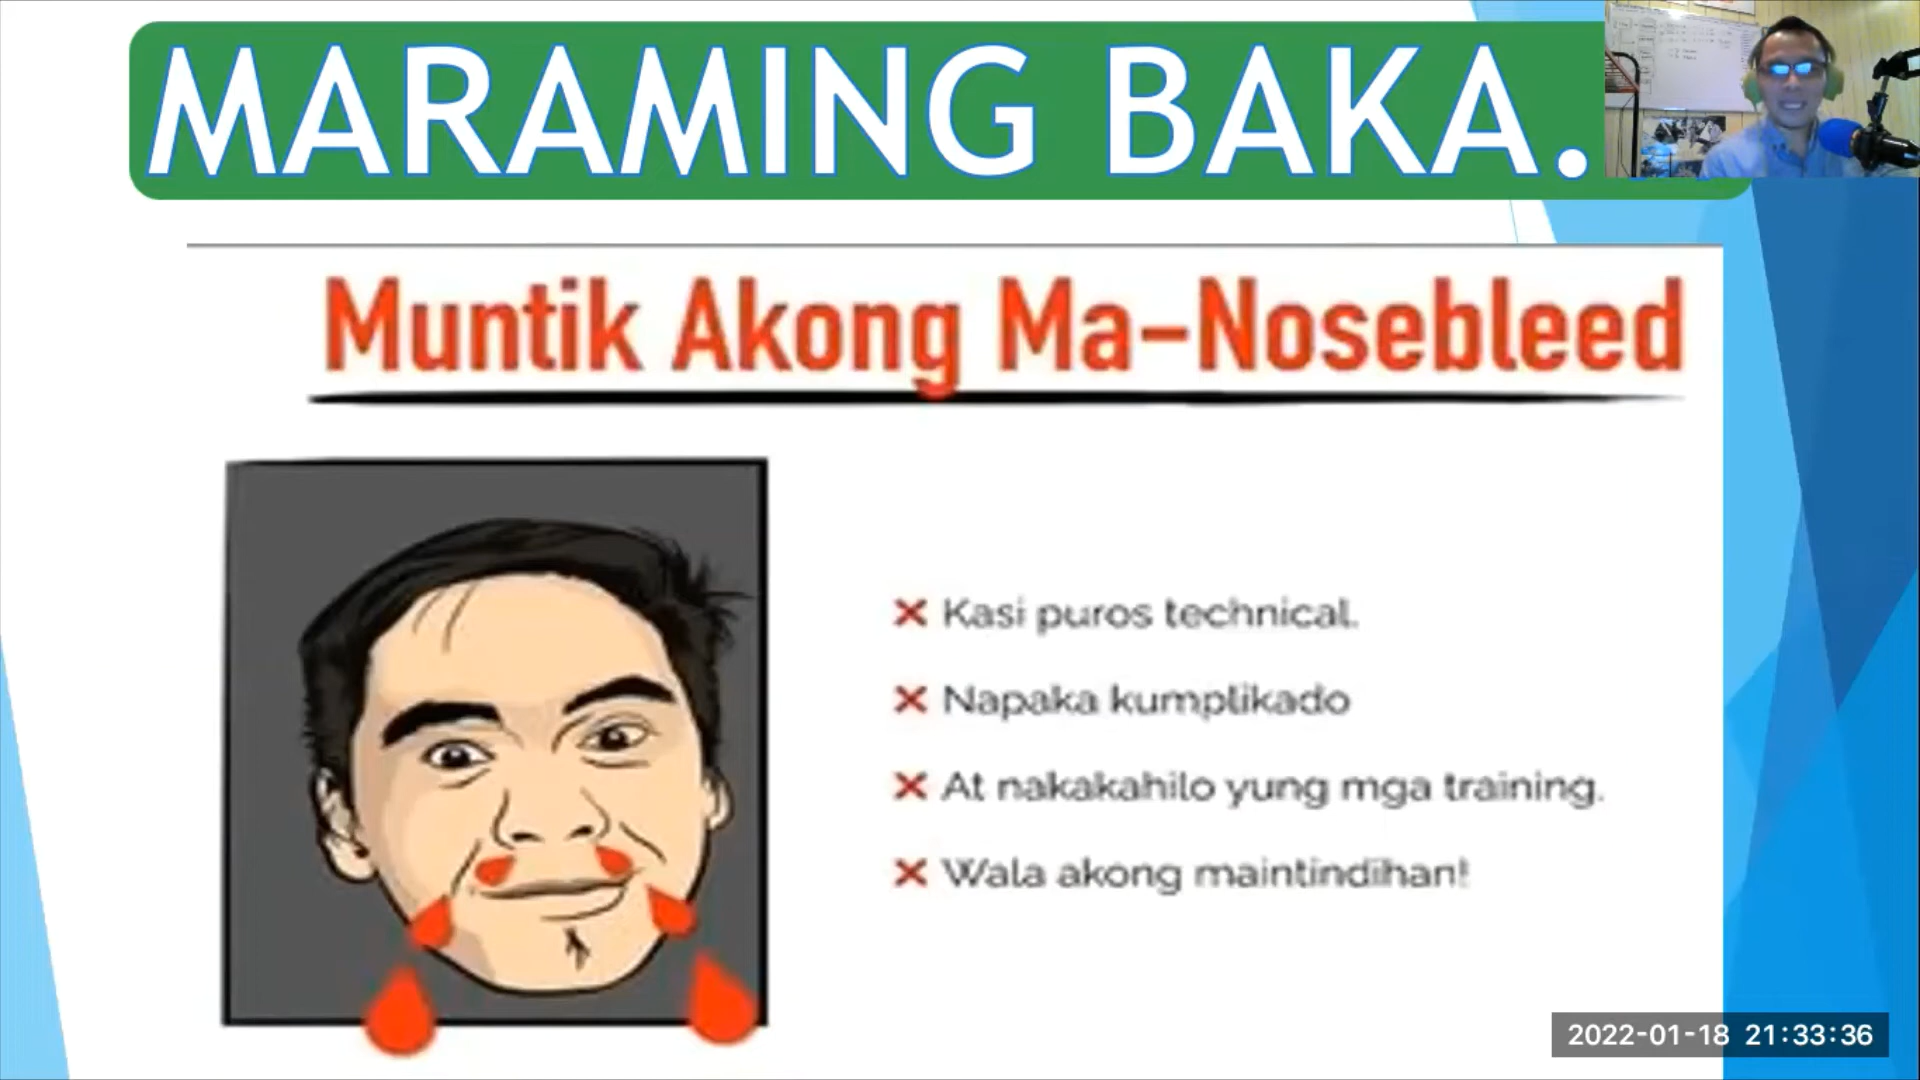 MARAMING BAKA.
Muntik Akong Ma-Nosebleed
× Kasi puros technical.
× Napaka kumplikado
× At nakakahilo yung mga training.
× Wala akong maintindihan!
2022-01-18 21:33:36